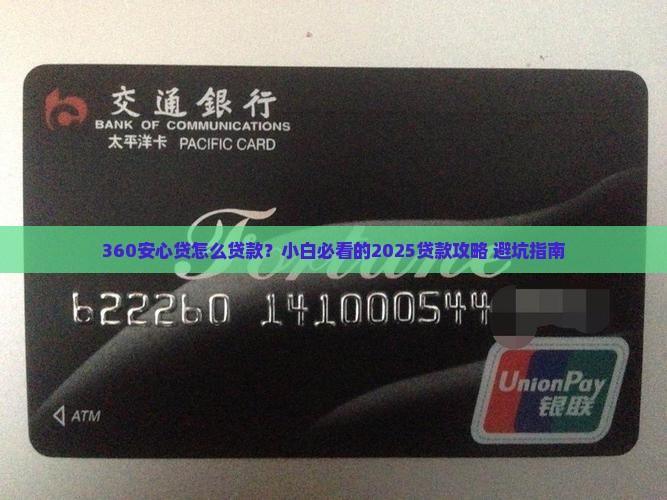 交通銀行
BANK OF COMMUNICATIONS
太平洋卡 PACIFIC CARD
Fortune
360安心贷怎么贷款？小白必看的2025贷款攻略 避坑指南
622260 141000544
UnionPay
银联
ATM